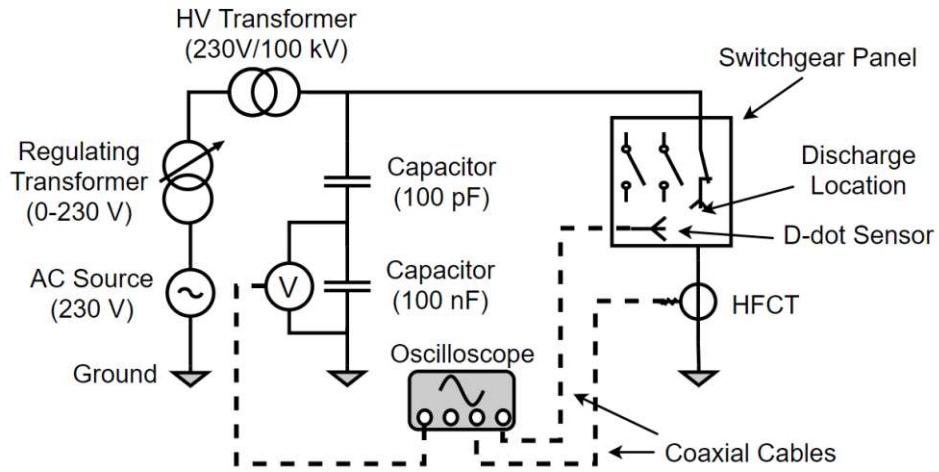 HV Transformer
(230V/100 kV)
Switchgear Panel
Regulating
Transformer
(0-230 V)
Capacitor
(100 pF)
Discharge
Location
D-dot Sensor
AC Source
(230 V)
V
Capacitor
(100 nF)
HFCT
Ground
Oscilloscope
Coaxial Cables